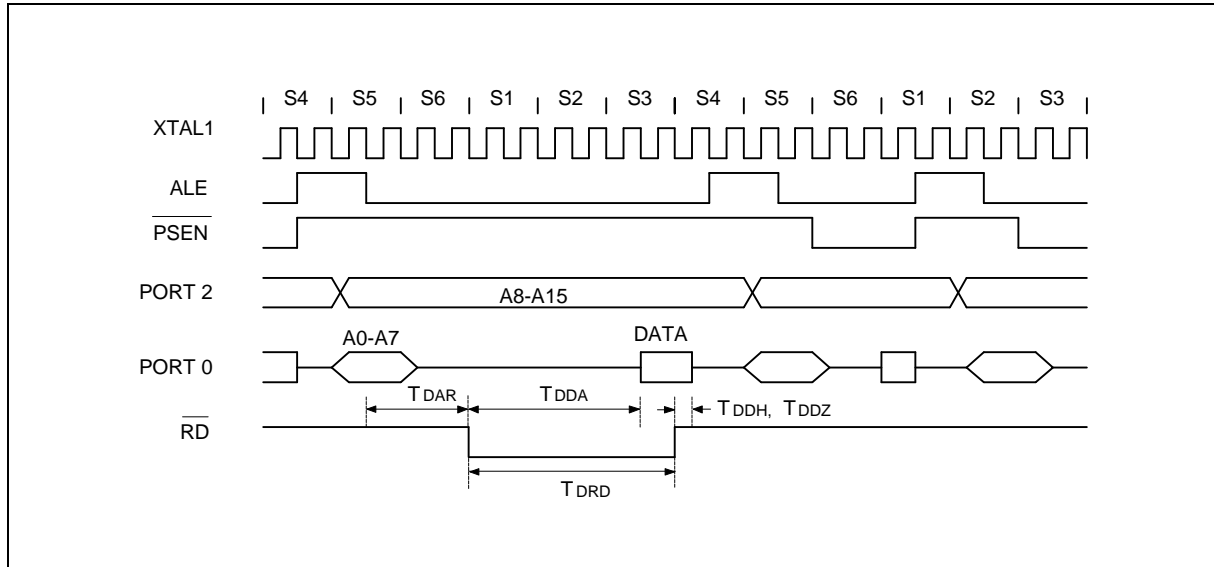 S4 S5 S6 S1 S2 S3 S4 S5 S6 S1 S2 S3
XTAL1
ALE
PSEN
PORT 2
A8-A15
A0-A7
DATA
PORT 0
TDAR
TDDA
TDDH, TDDZ
RD
TDRD